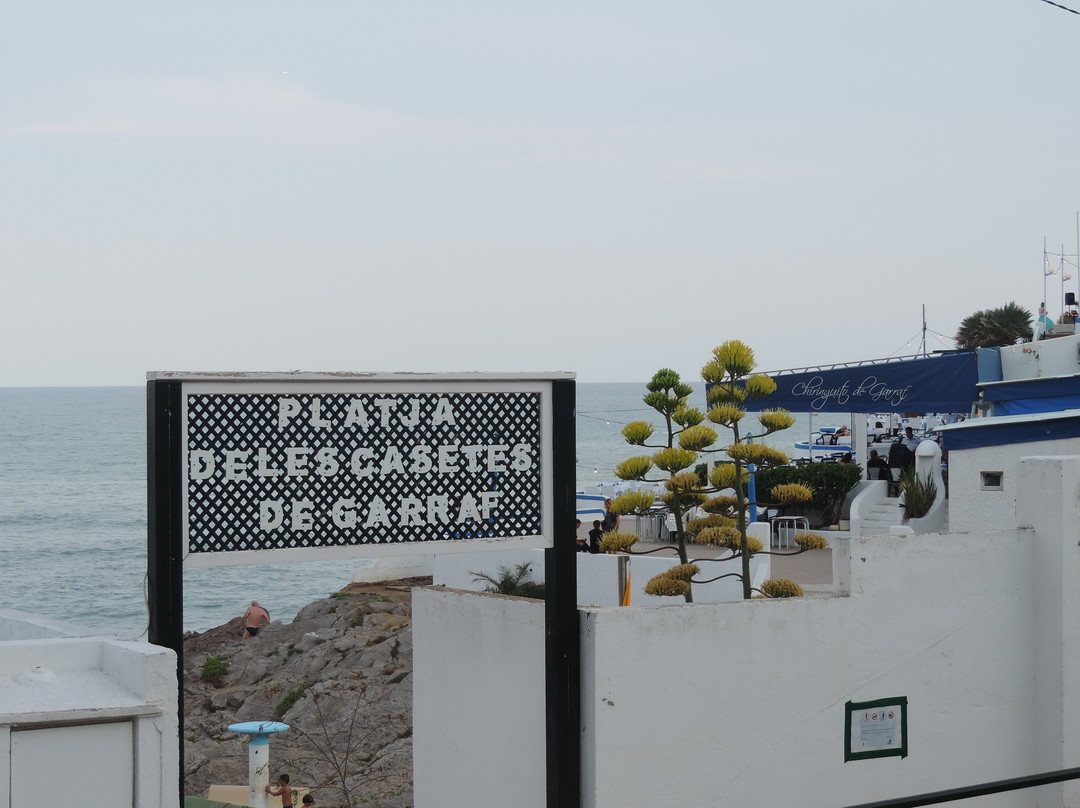 PLATJA
DE LES CASETES
DE GARRAF
Chiringuito de Garraf